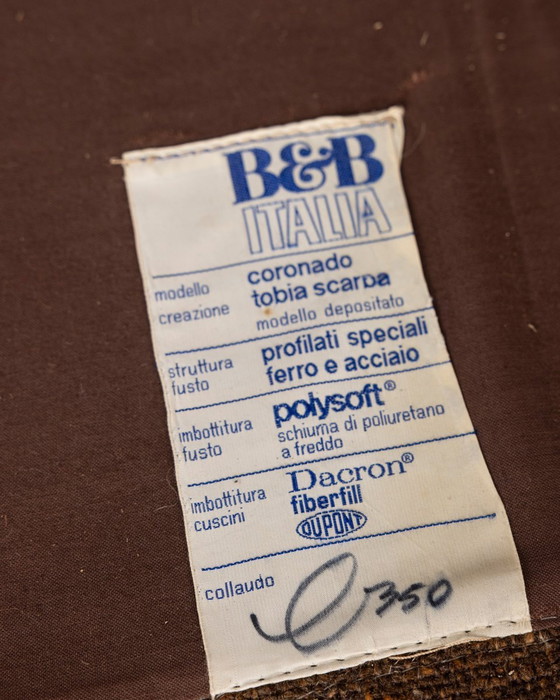 B&B
ITALIA
modello coronado
creazione tobia scarpa
modello depositato
struttura profilati speciali
fusto ferro e acciaio
imbottitura polysoft®
fusto schiuma di poliuretano
a freddo
imbottitura Dacron®
cuscini fiberfill
DUPONT
collaudo 350